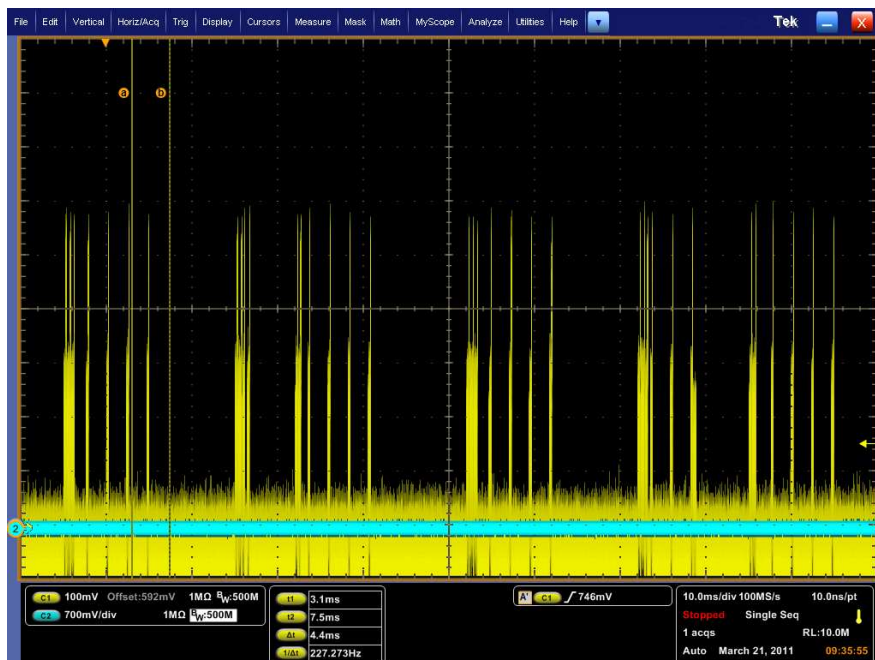 File Edit Vertical Horiz/Acq Trig Display Cursors Measure Mask Math MyScope Analyze Utilities Help Tek X
a b
2
C1 100mV Offset:592mV 1MΩ BW:500M
C2 700mV/div 1MΩ BW:500M
t1 3.1ms
t2 7.5ms
Δt 4.4ms
1/Δt 227.273Hz
A' C1 746mV
10.0ms/div 100MS/s 10.0ns/pt
Stopped Single Seq
1 acqs RL:10.0M
Auto March 21, 2011 09:35:55